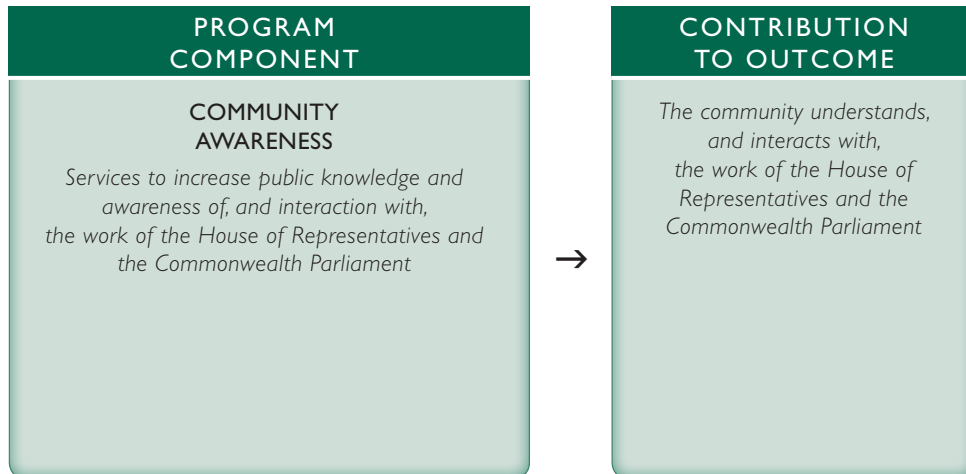 PROGRAM
COMPONENT
COMMUNITY
AWARENESS
Services to increase public knowledge and
awareness of, and interaction with,
the work of the House of Representatives and
the Commonwealth Parliament
→
CONTRIBUTION
TO OUTCOME
The community understands,
and interacts with,
the work of the House of
Representatives and the
Commonwealth Parliament